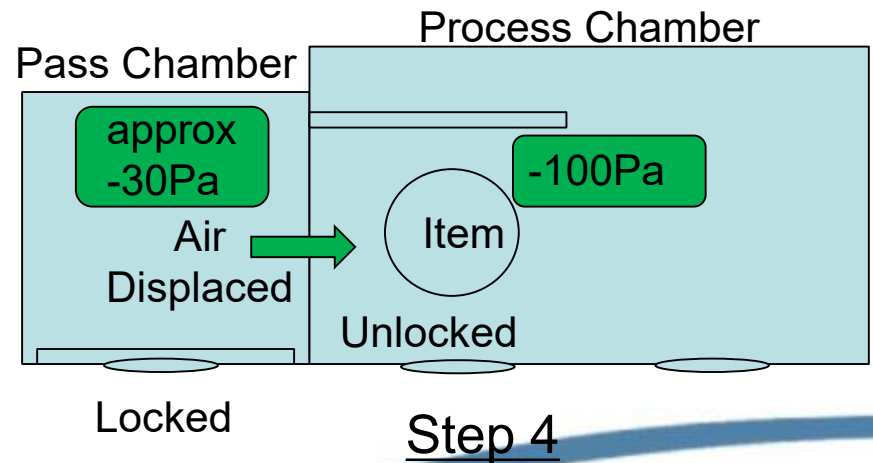 Process Chamber
Pass Chamber
approx
-30Pa
-100Pa
Air
Displaced
Item
Unlocked
Locked
Step 4